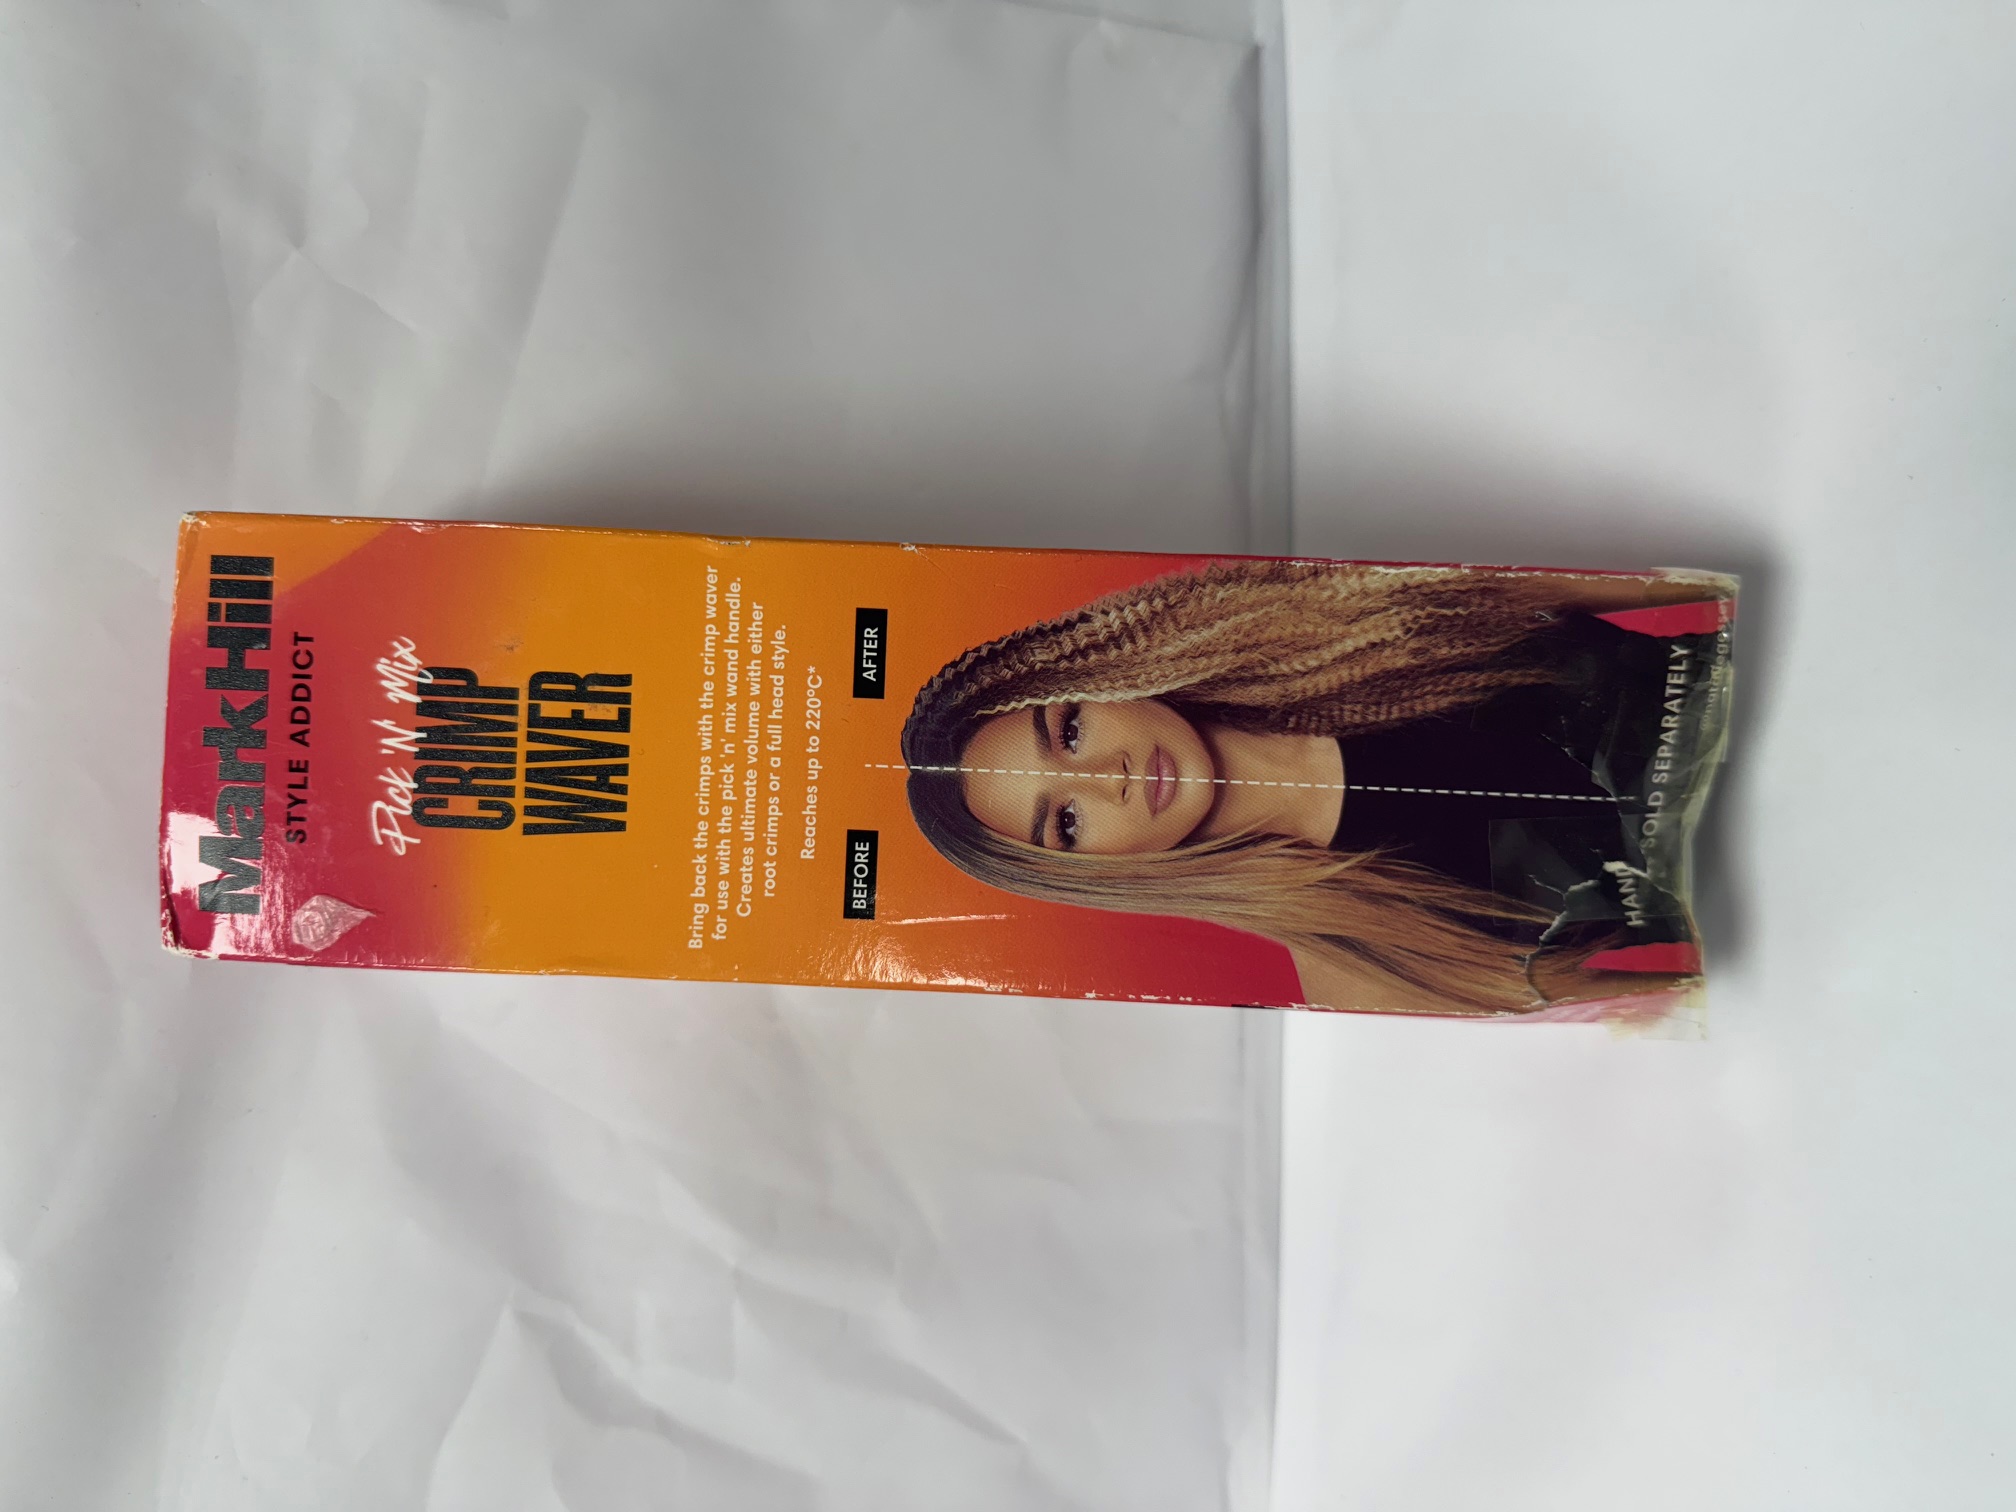 MarkHill
STYLE ADDICT
Pick 'N' Mix
CRIMP
WAVER
Bring back the crimps with the crimp waver
for use with the pick 'n' mix wand handle.
Creates ultimate volume with either
root crimps or a full head style.
Reaches up to 220°C*
BEFORE
AFTER
SOLD SEPARATELY